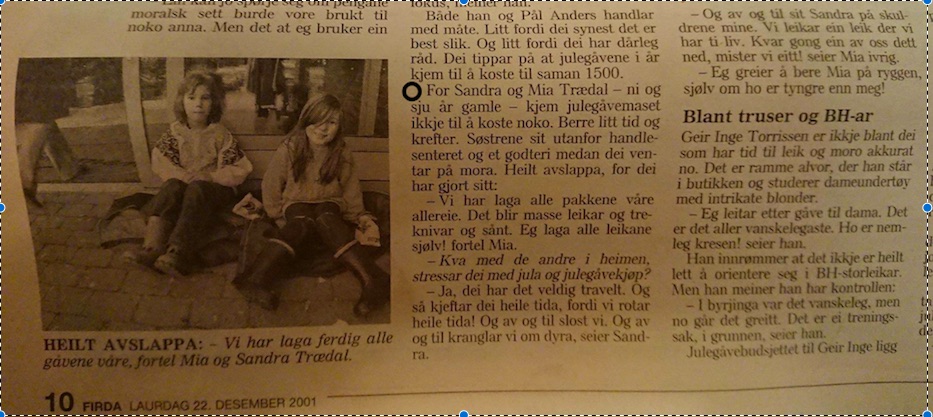 moralsk sett burde vore brukt til
noko anna. Men det at eg bruker ein
HEILT AVSLAPPA: – Vi har laga ferdig alle
gåvene våre, fortel Mia og Sandra Trædal.
Både han og Pål Anders handlar
med måte. Litt fordi dei synest det er
best slik. Og litt fordi dei har dårleg
råd. Dei tippar på at julegåvene i år
kjem til å koste til saman 1500.
For Sandra og Mia Trædal – ni og
sju år gamle – kjem julegåvemaset
ikkje til å koste noko. Berre litt tid og
krefter. Søstrene sit utanfor handle-
senteret og et godteri medan dei ven-
tar på mora. Heilt avslappa, for dei
har gjort sitt:
– Vi har laga alle pakkene våre
allereie. Det blir masse leikar og tre-
knivar og sånt. Eg laga alle leikane
sjølv! fortel Mia.
– Kva med de andre i heimen,
stressar dei med jula og julegåvekjøp?
– Ja, dei har det veldig travelt. Og
så kjeftar dei heile tida, fordi vi rotar
heile tida! Og av og til slost vi. Og av
og til kranglar vi om dyra, seier Sand-
ra.
– Og av og til sit Sandra på skul-
drene mine. Vi leikar ein leik der vi
har ti liv. Kvar gong ein av oss dett
ned, mister vi eitt! seier Mia ivrig.
– Eg greier å bere Mia på ryggen,
sjølv om ho er tyngre enn meg!
Blant truser og BH-ar
Geir Inge Torrissen er ikkje blant dei
som har tid til leik og moro akkurat
no. Det er ramme alvor, der han står
i butikken og studerer dameundertøy
med intrikate blonder.
– Eg leitar etter gåve til dama. Det
er det aller vanskelegaste. Ho er nem-
leg kresen! seier han.
Han innrømmer at det ikkje er heilt
lett å orientere seg i BH-storleikar.
Men han meiner han har kontrollen:
– I byrjinga var det vanskeleg, men
no går det greitt. Det er ei trenings-
sak, i grunnen, seier han.
Julegåvebudsjettet til Geir Inge ligg
10 FIRDA LAURDAG 22. DESEMBER 2001